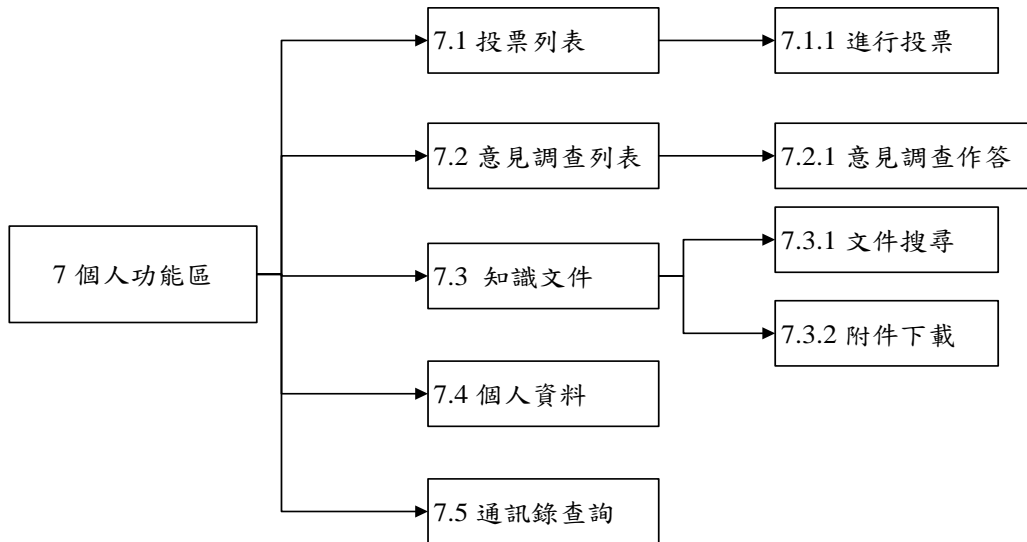 7.1 投票列表
7.1.1 進行投票
7.2 意見調查列表
7.2.1 意見調查作答
7 個人功能區
7.3 知識文件
7.3.1 文件搜尋
7.3.2 附件下載
7.4 個人資料
7.5 通訊錄查詢